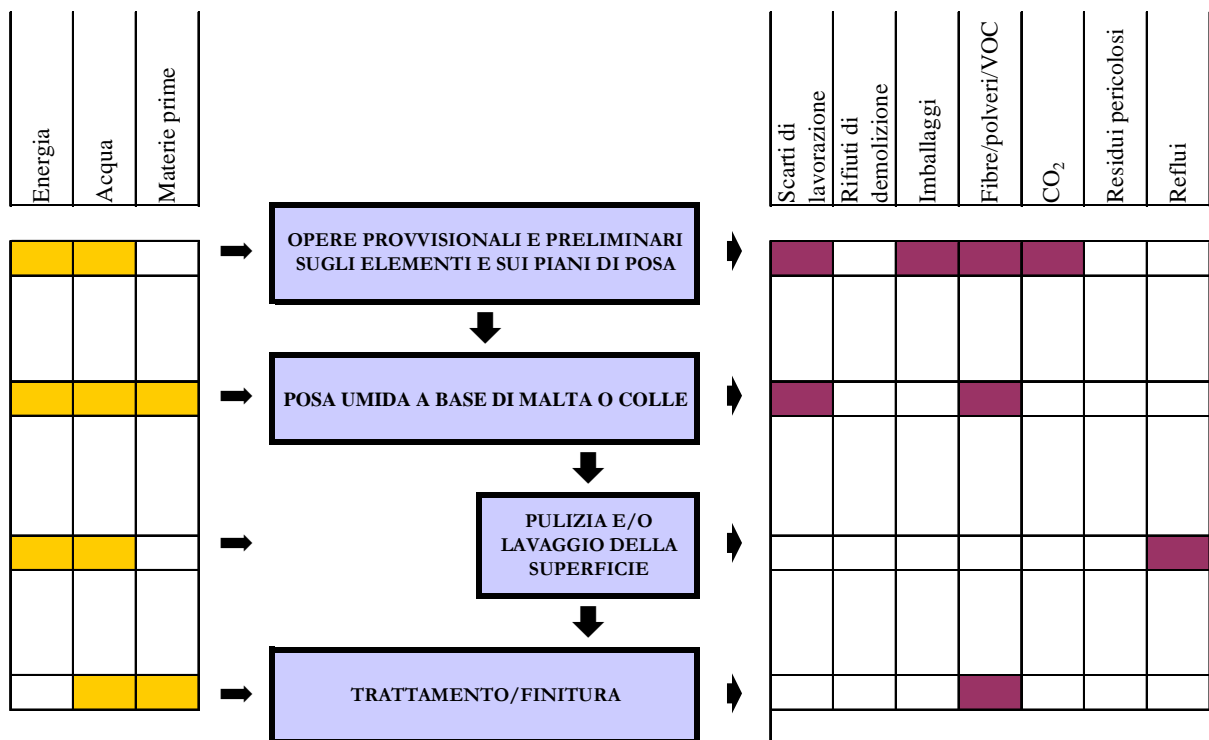 Energia
Acqua
Materie prime
Scarti di
lavorazione
Rifiuti di
demolizione
Imballaggi
Fibre/polveri/VOC
CO₂
Residui pericolosi
Reflui
OPERE PROVVISIONALI E PRELIMINARI
SUGLI ELEMENTI E SUI PIANI DI POSA
POSA UMIDA A BASE DI MALTA O COLLE
PULIZIA E/O
LAVAGGIO DELLA
SUPERFICIE
TRATTAMENTO/FINITURA